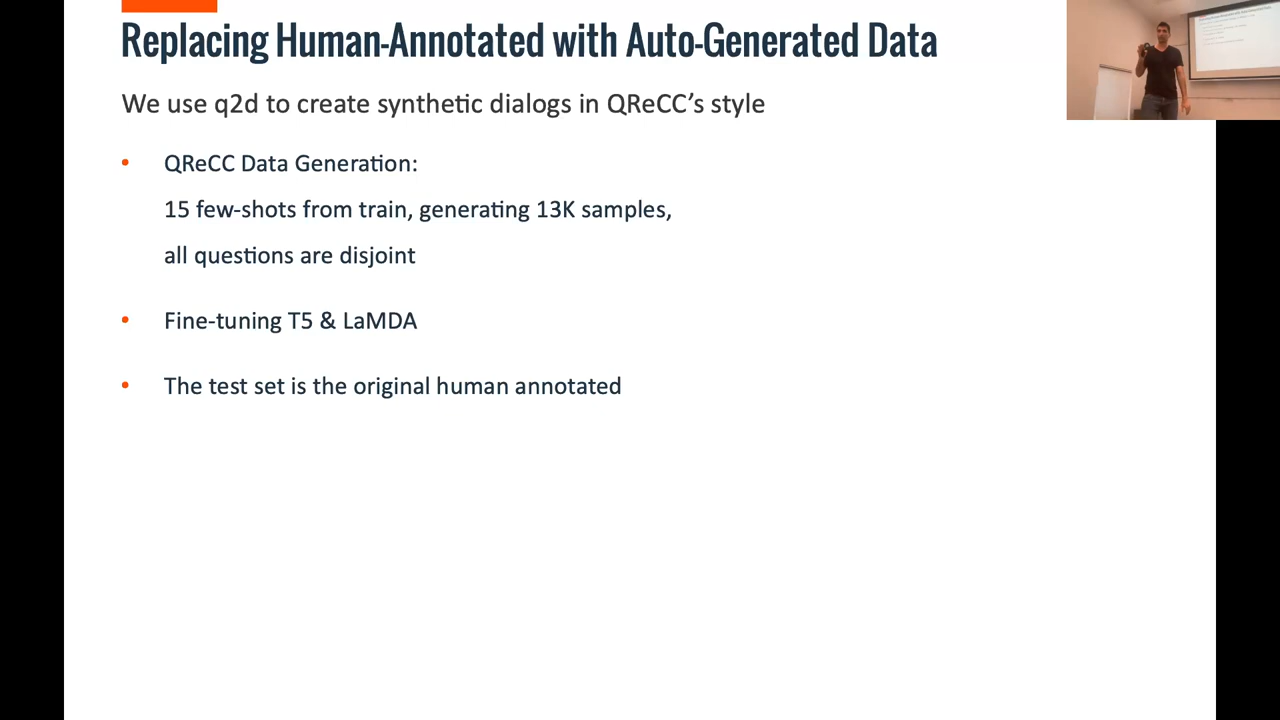 Replacing Human-Annotated with Auto-Generated Data
We use q2d to create synthetic dialogs in QReCC’s style
• QReCC Data Generation:
15 few-shots from train, generating 13K samples,
all questions are disjoint
• Fine-tuning T5 & LaMDA
• The test set is the original human annotated